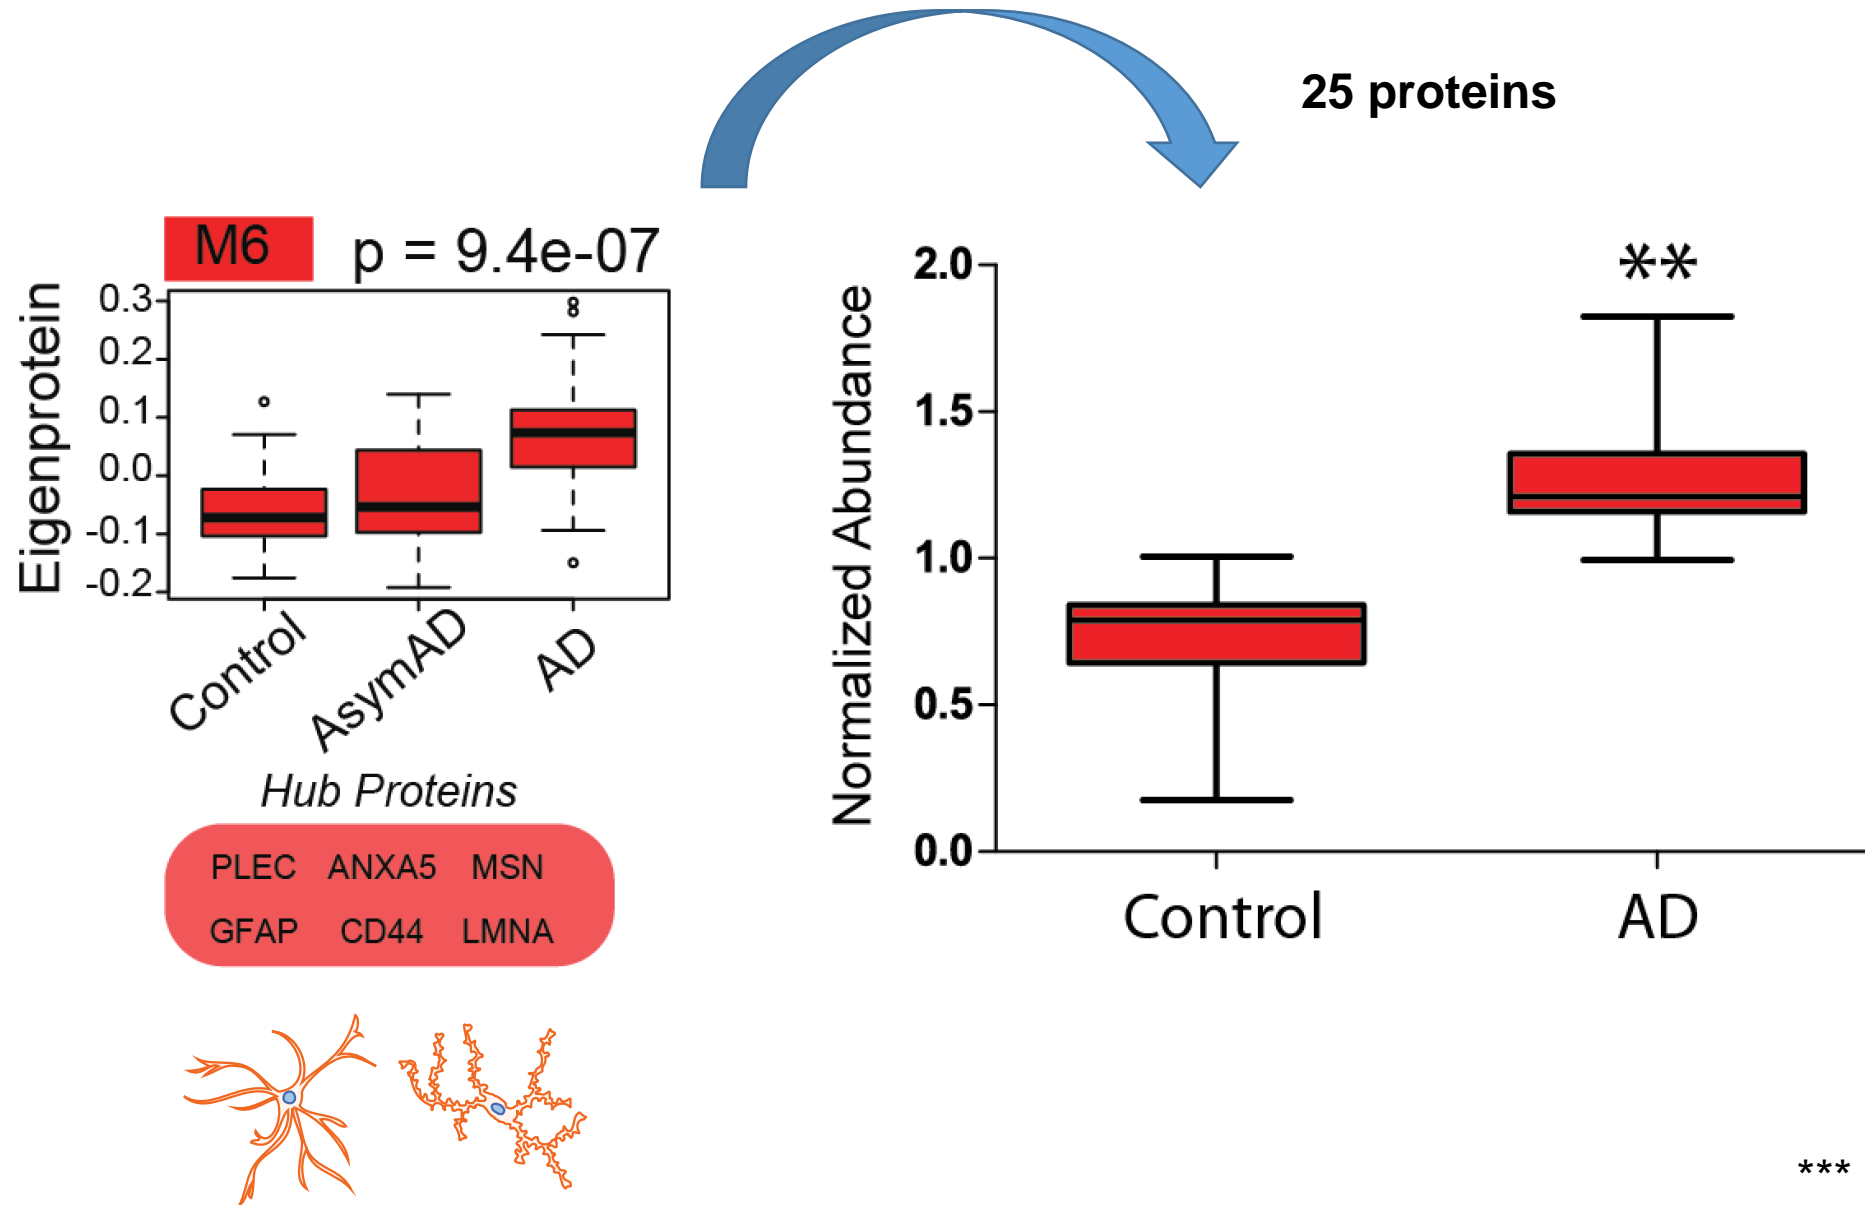 25 proteins
M6 p = 9.4e-07
Eigenprotein
0.3
0.2
0.1
0.0
-0.1
-0.2
Control
AsymAD
AD
Hub Proteins
PLEC ANXA5 MSN
GFAP CD44 LMNA
**
Normalized Abundance
2.0
1.5
1.0
0.5
0.0
Control
AD
***